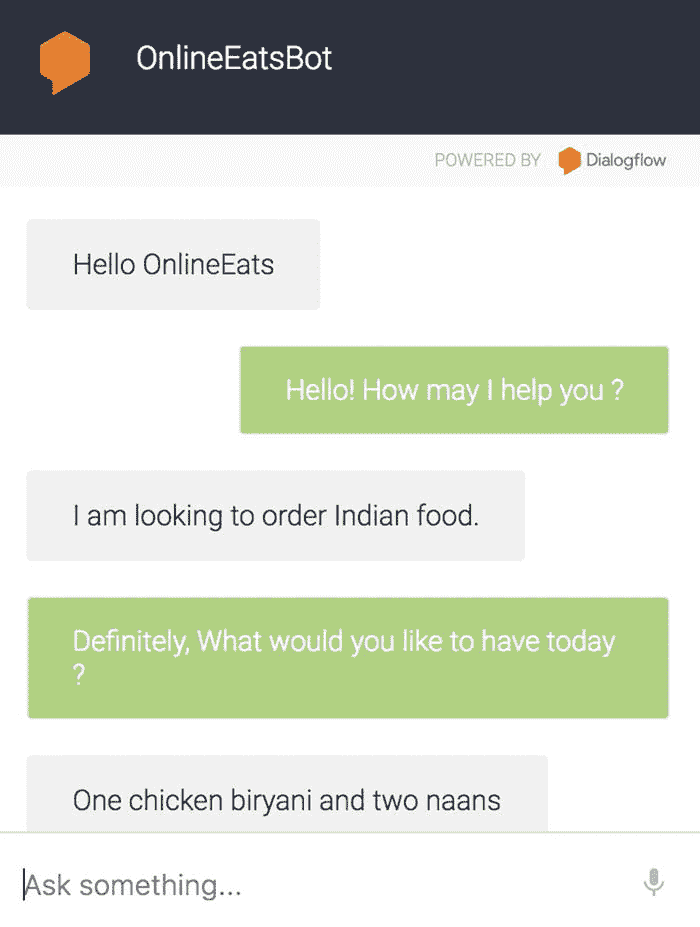 OnlineEatsBot
POWERED BY Dialogflow
Hello OnlineEats
Hello! How may I help you ?
I am looking to order Indian food.
Definitely, What would you like to have today
?
One chicken biryani and two naans
Ask something...